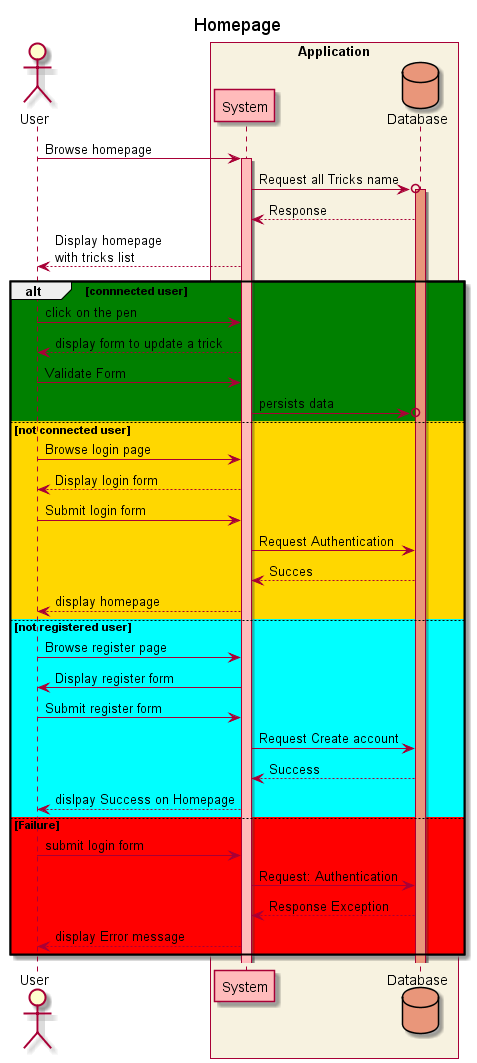 Homepage
Application
User
System
Database
Browse homepage
Request all Tricks name
Response
Display homepage
with tricks list
alt [connnected user]
click on the pen
display form to update a trick
Validate Form
persists data
[not connected user]
Browse login page
Display login form
Submit login form
Request Authentication
Succes
display homepage
[not registered user]
Browse register page
Display register form
Submit register form
Request Create account
Success
dislpay Success on Homepage
[Failure]
submit login form
Request: Authentication
Response Exception
display Error message
User
System
Database